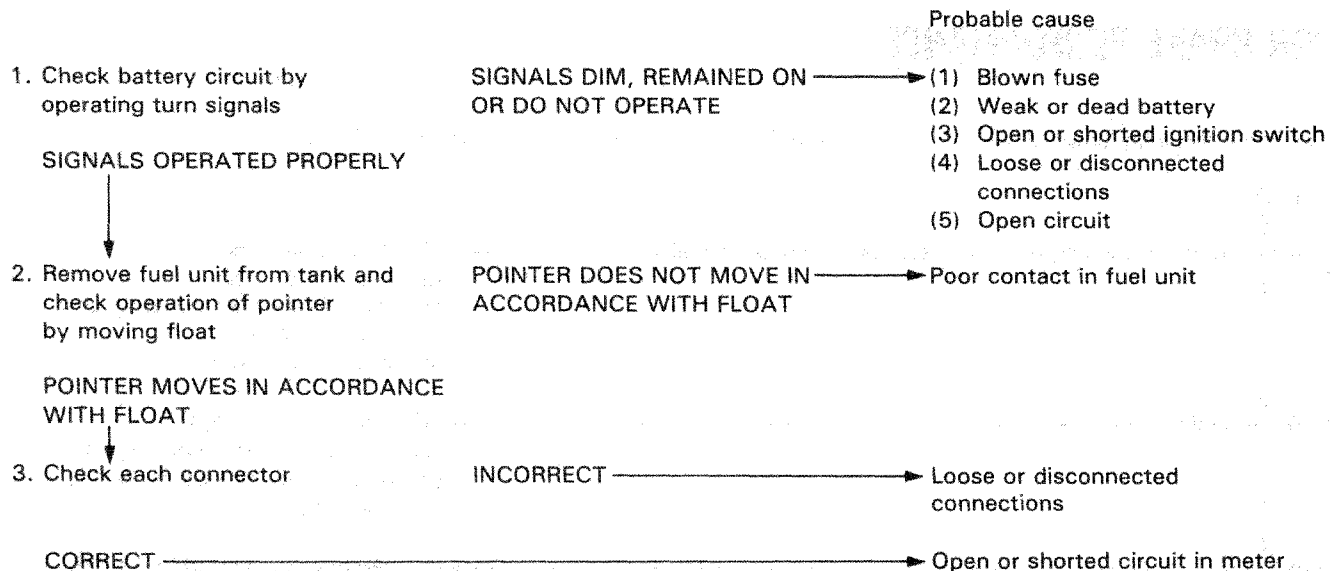 Probable cause
1. Check battery circuit by
operating turn signals
SIGNALS DIM, REMAINED ON
OR DO NOT OPERATE
(1) Blown fuse
(2) Weak or dead battery
(3) Open or shorted ignition switch
(4) Loose or disconnected
connections
(5) Open circuit
SIGNALS OPERATED PROPERLY
2. Remove fuel unit from tank and
check operation of pointer
by moving float
POINTER DOES NOT MOVE IN
ACCORDANCE WITH FLOAT
Poor contact in fuel unit
POINTER MOVES IN ACCORDANCE
WITH FLOAT
3. Check each connector
INCORRECT
Loose or disconnected
connections
CORRECT
Open or shorted circuit in meter